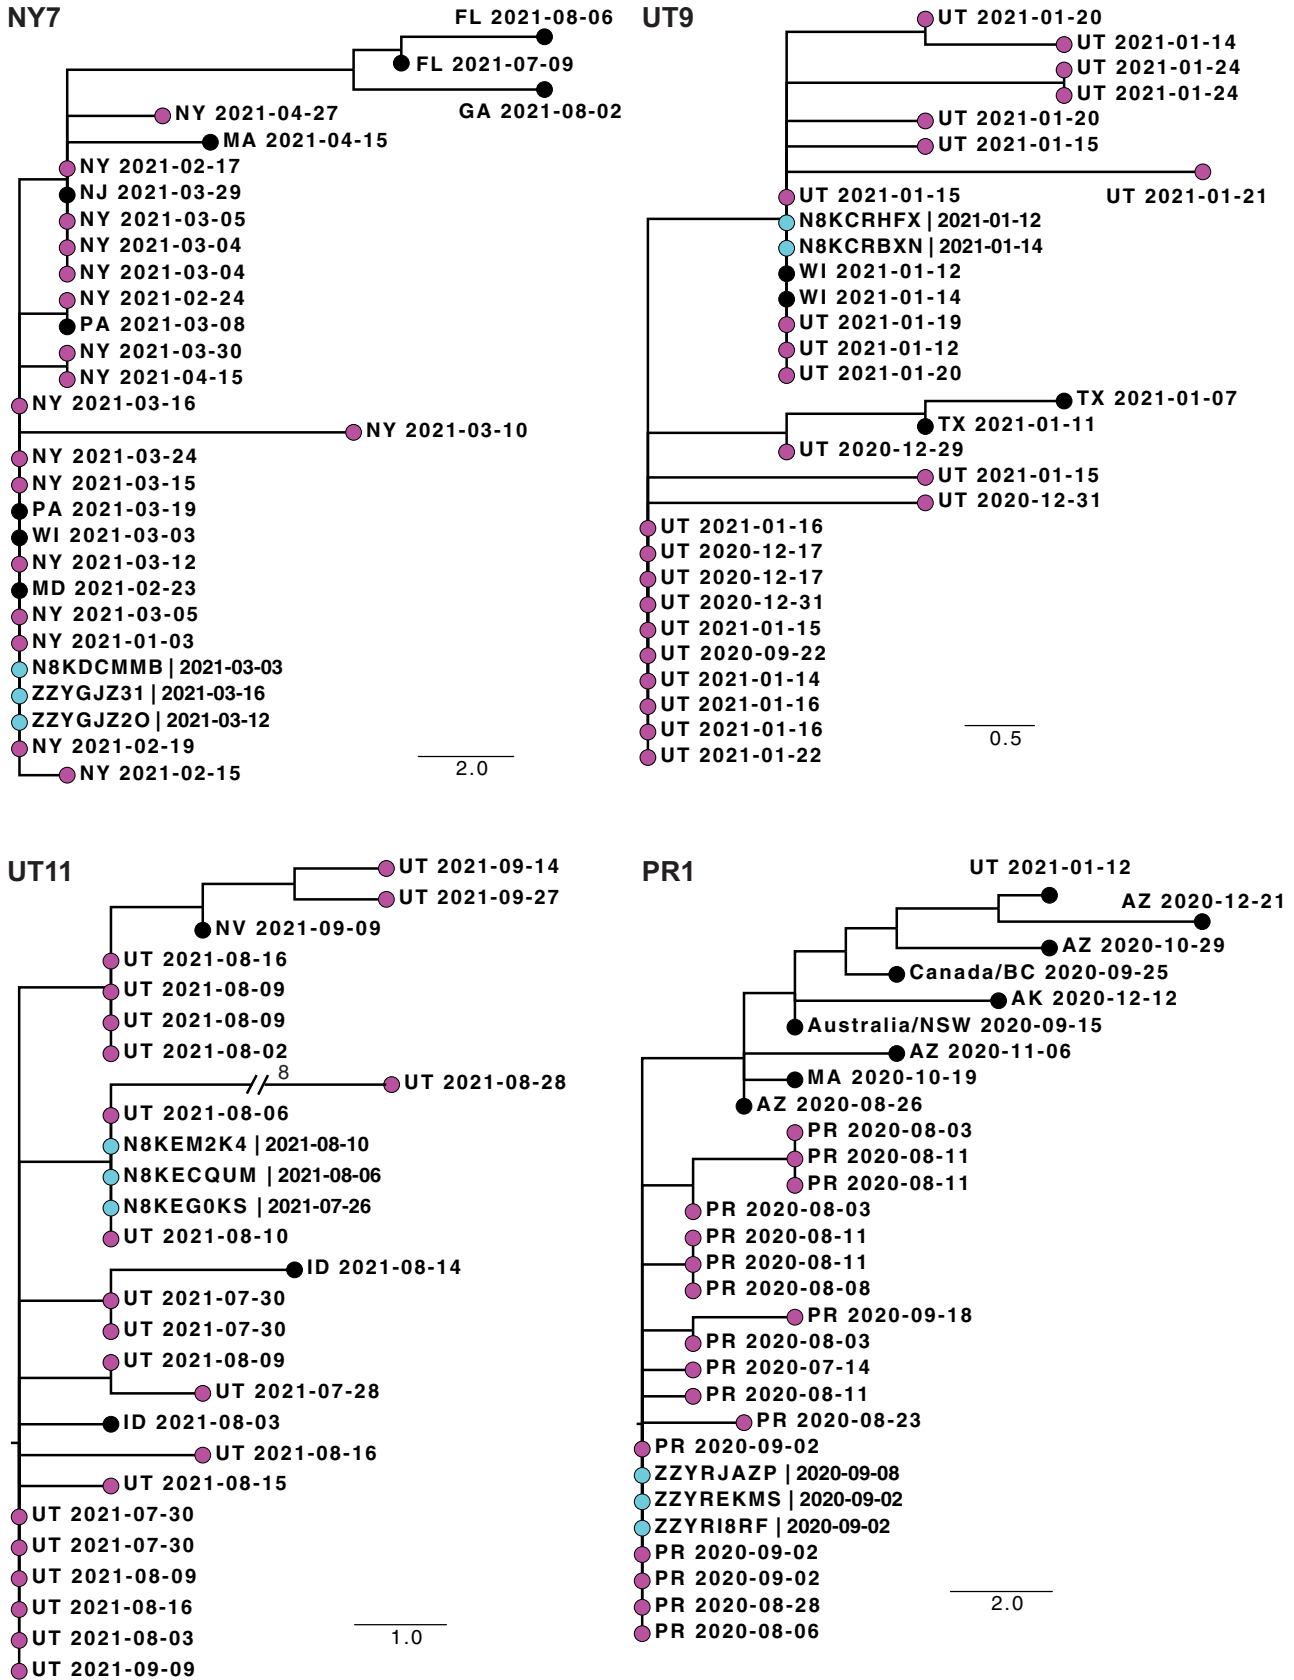 NY7
FL 2021-08-06
FL 2021-07-09
GA 2021-08-02
NY 2021-04-27
MA 2021-04-15
NY 2021-02-17
NJ 2021-03-29
NY 2021-03-05
NY 2021-03-04
NY 2021-03-04
NY 2021-02-24
PA 2021-03-08
NY 2021-03-30
NY 2021-04-15
NY 2021-03-16
NY 2021-03-10
NY 2021-03-24
NY 2021-03-15
PA 2021-03-19
WI 2021-03-03
NY 2021-03-12
MD 2021-02-23
NY 2021-03-05
NY 2021-01-03
N8KDCMMB | 2021-03-03
ZZYGJZ31 | 2021-03-16
ZZYGJZ2O | 2021-03-12
NY 2021-02-19
NY 2021-02-15
2.0
UT9
UT 2021-01-20
UT 2021-01-14
UT 2021-01-24
UT 2021-01-24
UT 2021-01-20
UT 2021-01-15
UT 2021-01-21
UT 2021-01-15
N8KCRHFX | 2021-01-12
N8KCRBXN | 2021-01-14
WI 2021-01-12
WI 2021-01-14
UT 2021-01-19
UT 2021-01-12
UT 2021-01-20
TX 2021-01-07
TX 2021-01-11
UT 2020-12-29
UT 2021-01-15
UT 2020-12-31
UT 2021-01-16
UT 2020-12-17
UT 2020-12-17
UT 2020-12-31
UT 2021-01-15
UT 2020-09-22
UT 2021-01-14
UT 2021-01-16
UT 2021-01-16
UT 2021-01-22
0.5
UT11
UT 2021-09-14
UT 2021-09-27
NV 2021-09-09
UT 2021-08-16
UT 2021-08-09
UT 2021-08-09
UT 2021-08-02
8
UT 2021-08-28
UT 2021-08-06
N8KEM2K4 | 2021-08-10
N8KECQUM | 2021-08-06
N8KEG0KS | 2021-07-26
UT 2021-08-10
ID 2021-08-14
UT 2021-07-30
UT 2021-07-30
UT 2021-08-09
UT 2021-07-28
ID 2021-08-03
UT 2021-08-16
UT 2021-08-15
UT 2021-07-30
UT 2021-07-30
UT 2021-08-09
UT 2021-08-16
UT 2021-08-03
UT 2021-09-09
1.0
PR1
UT 2021-01-12
AZ 2020-12-21
AZ 2020-10-29
Canada/BC 2020-09-25
AK 2020-12-12
Australia/NSW 2020-09-15
AZ 2020-11-06
MA 2020-10-19
AZ 2020-08-26
PR 2020-08-03
PR 2020-08-11
PR 2020-08-11
PR 2020-08-03
PR 2020-08-11
PR 2020-08-11
PR 2020-08-08
PR 2020-09-18
PR 2020-08-03
PR 2020-07-14
PR 2020-08-11
PR 2020-08-23
PR 2020-09-02
ZZYRJAZP | 2020-09-08
ZZYREKMS | 2020-09-02
ZZYRI8RF | 2020-09-02
PR 2020-09-02
PR 2020-09-02
PR 2020-08-28
PR 2020-08-06
2.0